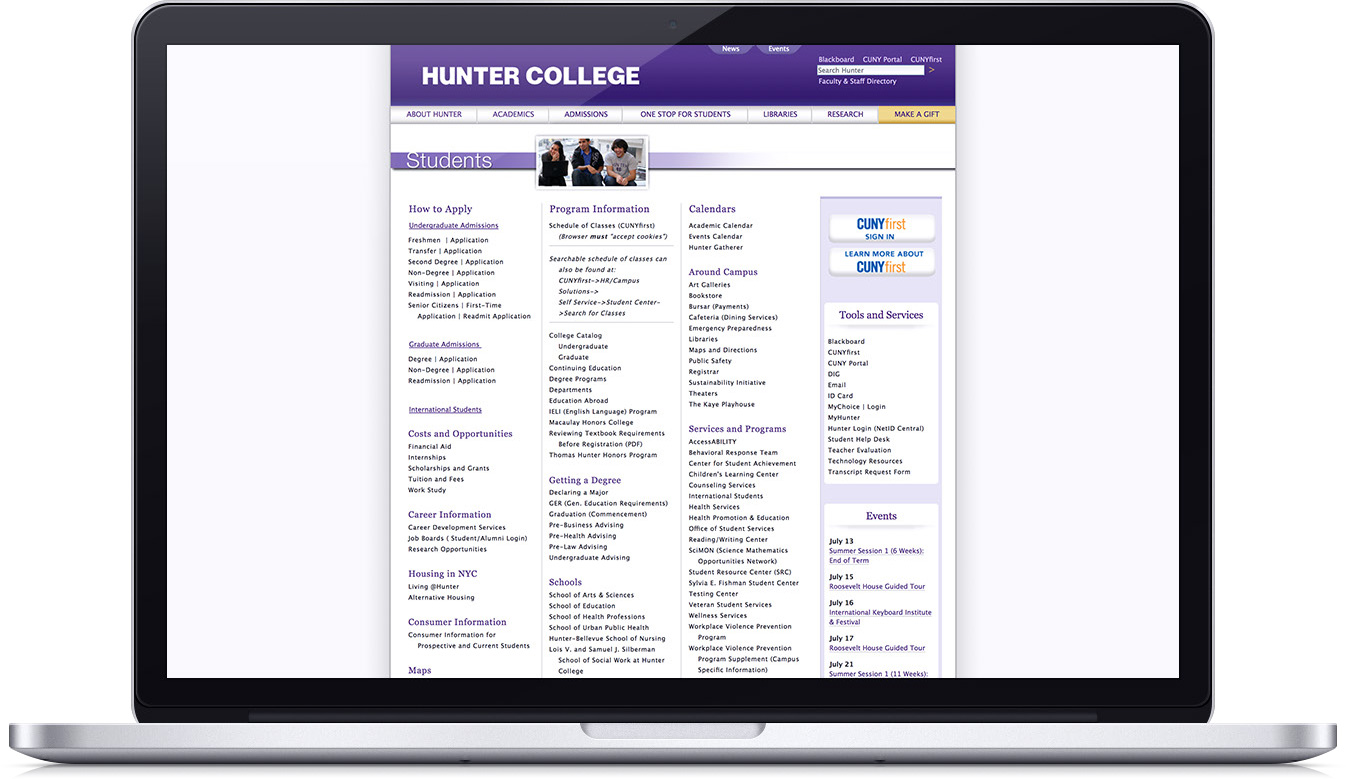 News Events
HUNTER COLLEGE
Blackboard CUNY Portal CUNYfirst
Search Hunter >
Faculty & Staff Directory
ABOUT HUNTER ACADEMICS ADMISSIONS ONE STOP FOR STUDENTS LIBRARIES RESEARCH MAKE A GIFT
Students
How to Apply
Undergraduate Admissions
Freshmen | Application
Transfer | Application
Second Degree | Application
Non-Degree | Application
Visiting | Application
Readmission | Application
Senior Citizens | First-Time
Application | Readmit Application
Graduate Admissions
Degree | Application
Non-Degree | Application
Readmission | Application
International Students
Costs and Opportunities
Financial Aid
Internships
Scholarships and Grants
Tuition and Fees
Work Study
Career Information
Career Development Services
Job Boards ( Student/Alumni Login)
Research Opportunities
Housing in NYC
Living @Hunter
Alternative Housing
Consumer Information
Consumer Information for
Prospective and Current Students
Maps
Program Information
Schedule of Classes (CUNYfirst)
(Browser must "accept cookies")
Searchable schedule of classes can
also be found at:
CUNYfirst->HR/Campus
Solutions->
Self Service->Student Center-
>Search for Classes
College Catalog
Undergraduate
Graduate
Continuing Education
Degree Programs
Departments
Education Abroad
IELI (English Language) Program
Macaulay Honors College
Reviewing Textbook Requirements
Before Registration (PDF)
Thomas Hunter Honors Program
Getting a Degree
Declaring a Major
GER (Gen. Education Requirements)
Graduation (Commencement)
Pre-Business Advising
Pre-Health Advising
Pre-Law Advising
Undergraduate Advising
Schools
School of Arts & Sciences
School of Education
School of Health Professions
School of Urban Public Health
Hunter-Bellevue School of Nursing
Lois V. and Samuel J. Silberman
School of Social Work at Hunter
College
Calendars
Academic Calendar
Events Calendar
Hunter Gatherer
Around Campus
Art Galleries
Bookstore
Bursar (Payments)
Cafeteria (Dining Services)
Emergency Preparedness
Libraries
Maps and Directions
Public Safety
Registrar
Sustainability Initiative
Theaters
The Kaye Playhouse
Services and Programs
AccessABILITY
Behavioral Response Team
Center for Student Achievement
Children's Learning Center
Counseling Services
International Students
Health Services
Health Promotion & Education
Office of Student Services
Reading/Writing Center
SciMON (Science Mathematics
Opportunities Network)
Student Resource Center (SRC)
Sylvia E. Fishman Student Center
Testing Center
Veteran Student Services
Wellness Services
Workplace Violence Prevention
Program
Workplace Violence Prevention
Program Supplement (Campus
Specific Information)
CUNYfirst
SIGN IN
LEARN MORE ABOUT
CUNYfirst
Tools and Services
Blackboard
CUNYfirst
CUNY Portal
DIG
Email
ID Card
MyChoice | Login
MyHunter
Hunter Login (NetID Central)
Student Help Desk
Teacher Evaluation
Technology Resources
Transcript Request Form
Events
July 13
Summer Session 1 (6 Weeks):
End of Term
July 15
Roosevelt House Guided Tour
July 16
International Keyboard Institute
& Festival
July 17
Roosevelt House Guided Tour
July 21
Summer Session 1 (11 Weeks):